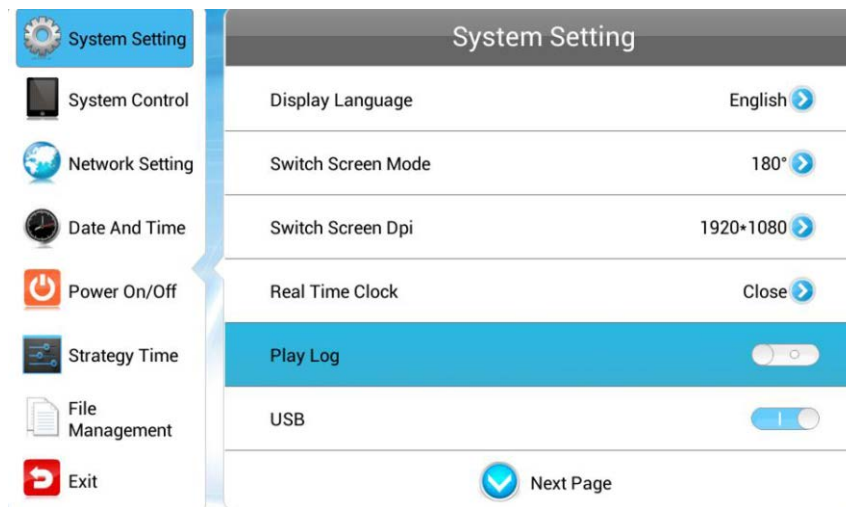 System Setting
System Control
Network Setting
Date And Time
Power On/Off
Strategy Time
File
Management
Exit
System Setting
Display Language English
Switch Screen Mode 180°
Switch Screen Dpi 1920*1080
Real Time Clock Close
Play Log
USB
Next Page